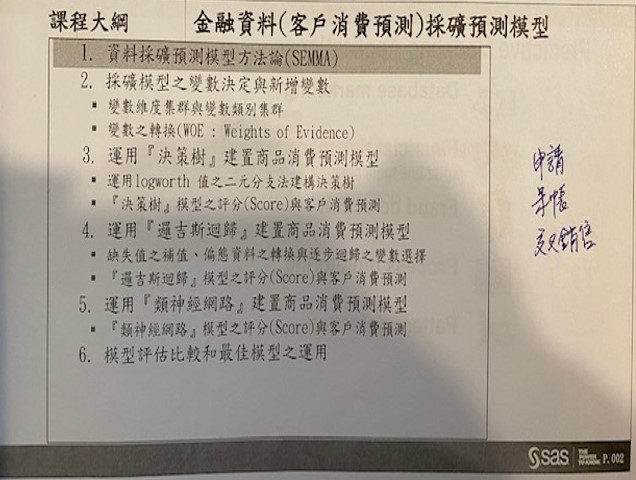 課程大綱
金融資料(客戶消費預測)採礦預測模型
1. 資料採礦預測模型方法論(SEMMA)
2. 採礦模型之變數決定與新增變數
▪ 變數維度集群與變數類別集群
▪ 變數之轉換(WOE : Weights of Evidence)
3. 運用『決策樹』建置商品消費預測模型
▪ 運用logworth 值之二元分支法建構決策樹
▪ 『決策樹』模型之評分(Score)與客戶消費預測
4. 運用『邏吉斯迴歸』建置商品消費預測模型
▪ 缺失值之補值、偏態資料之轉換與逐步迴歸之變數選擇
▪ 『邏吉斯迴歸』模型之評分(Score)與客戶消費預測
5. 運用『類神經網路』建置商品消費預測模型
▪ 『類神經網路』模型之評分(Score)與客戶消費預測
6. 模型評估比較和最佳模型之運用
申請
呆帳
銷售
sas THE POWER TO KNOW P.002